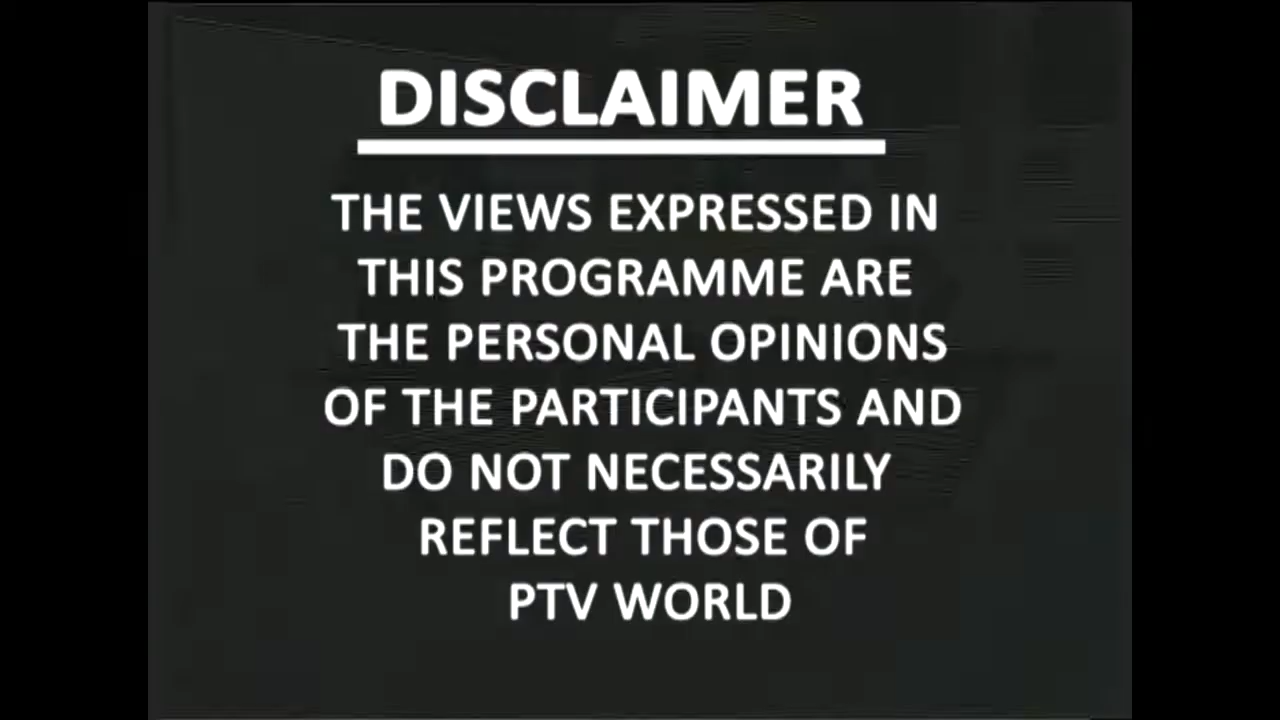 DISCLAIMER
THE VIEWS EXPRESSED IN
THIS PROGRAMME ARE
THE PERSONAL OPINIONS
OF THE PARTICIPANTS AND
DO NOT NECESSARILY
REFLECT THOSE OF
PTV WORLD